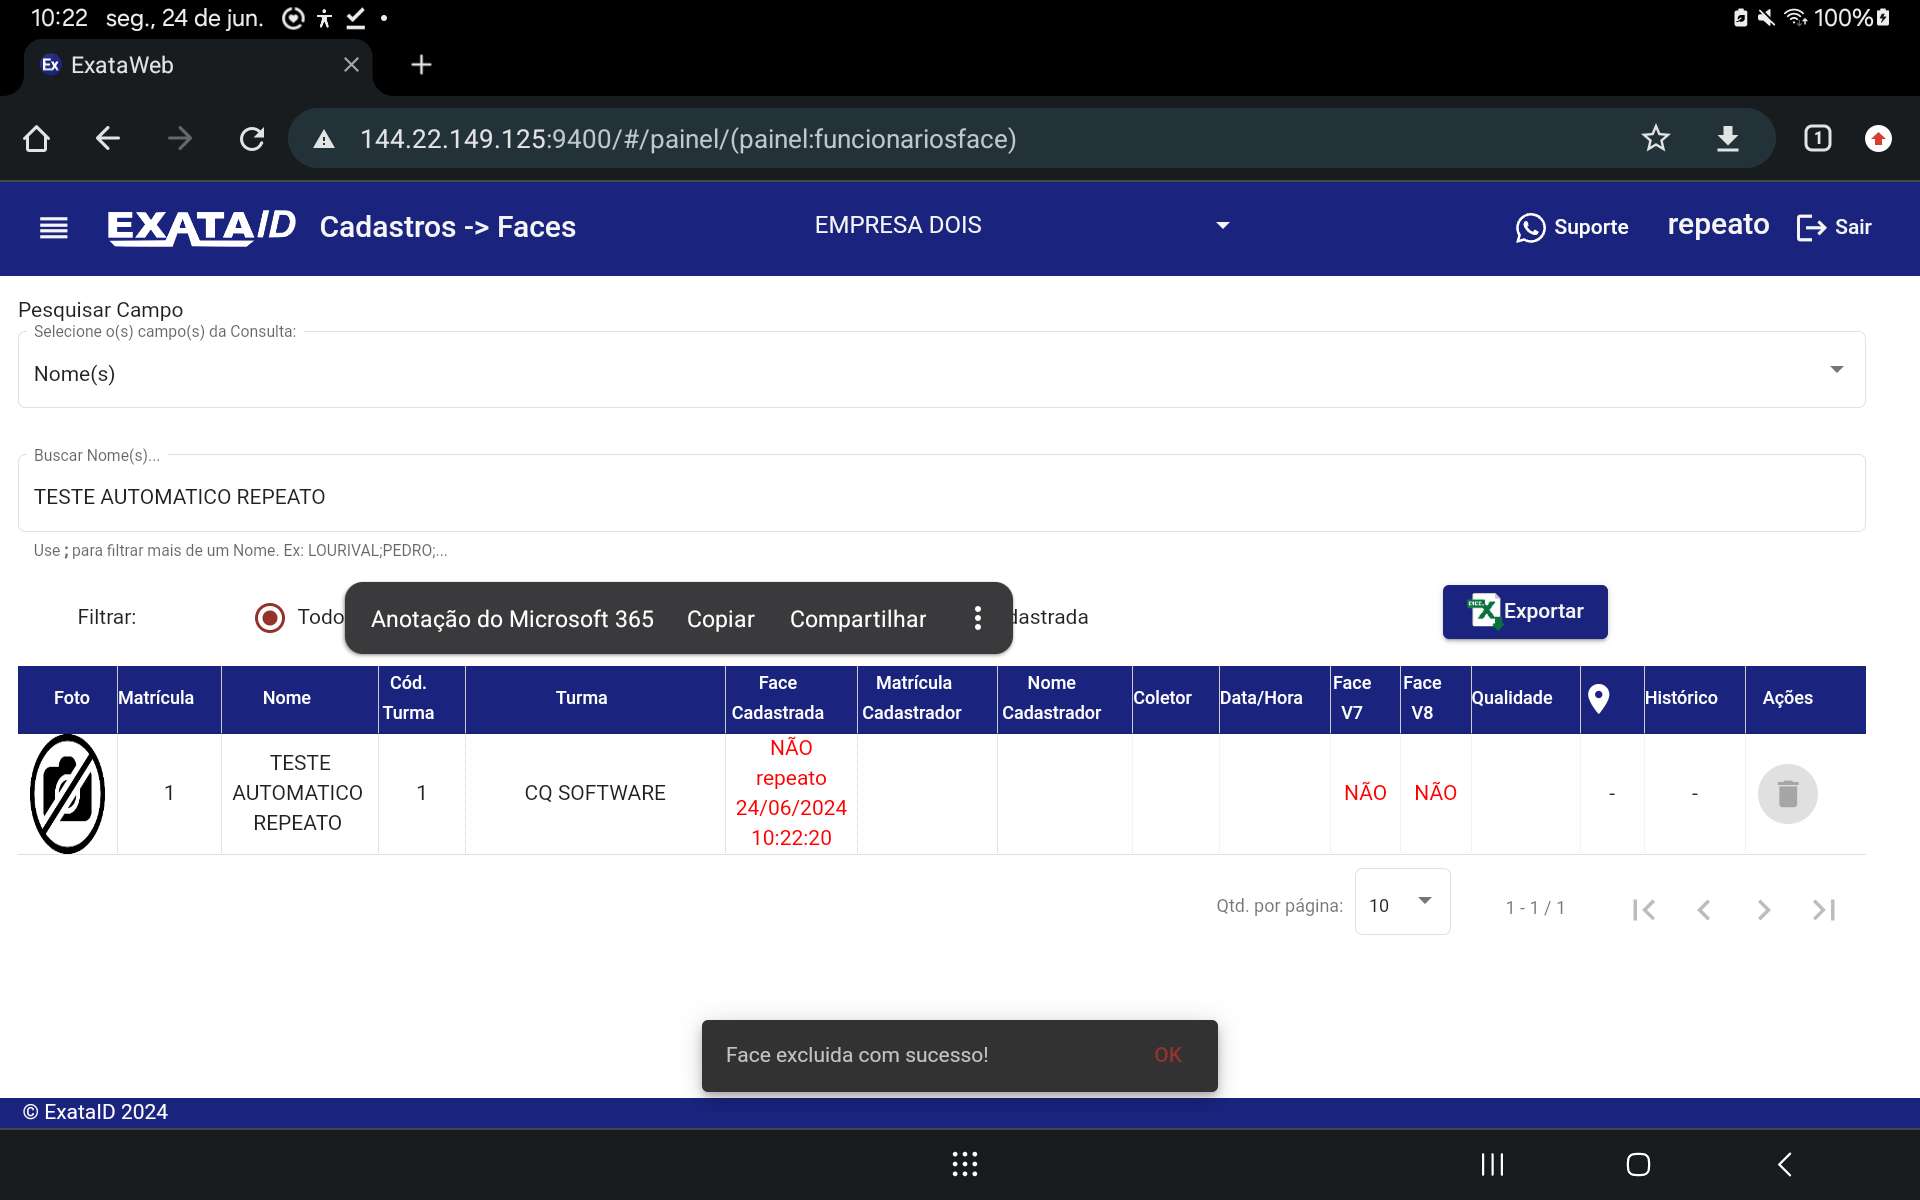 10:22 seg., 24 de jun. 100%
Ex ExataWeb
144.22.149.125:9400/#/painel/(painel:funcionariosface) 1
EXATA/ID Cadastros -> Faces EMPRESA DOIS Suporte repeato Sair
Pesquisar Campo
Selecione o(s) campo(s) da Consulta:
Nome(s)
Buscar Nome(s)...
TESTE AUTOMATICO REPEATO
Use ; para filtrar mais de um Nome. Ex: LOURIVAL;PEDRO;...
Filtrar: Todo Anotação do Microsoft 365 Copiar Compartilhar dastrada Exportar
Foto Matrícula Nome Cód. Turma Turma Face Cadastrada Matrícula Cadastrador Nome Cadastrador Coletor Data/Hora Face V7 Face V8 Qualidade Histórico Ações
1 TESTE AUTOMATICO REPEATO 1 CQ SOFTWARE NÃO repeato 24/06/2024 10:22:20 NÃO NÃO - -
Qtd. por página: 10 1 - 1 / 1
Face excluida com sucesso! OK
© ExataID 2024